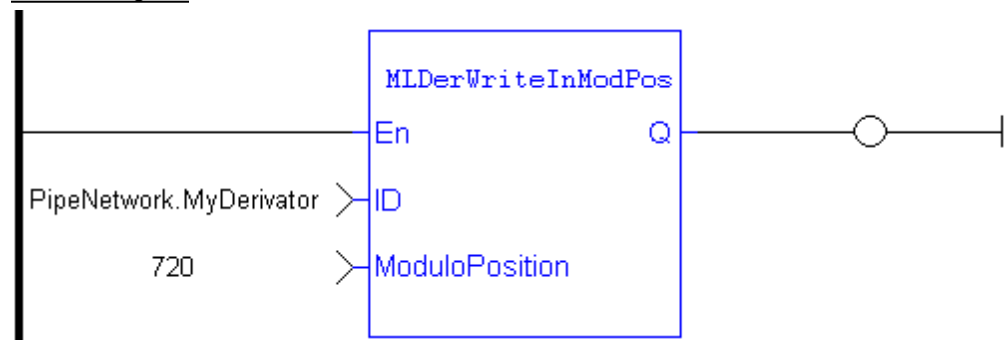 MLDerWriteInModPos
En Q
PipeNetwork.MyDerivator ID
720 ModuloPosition